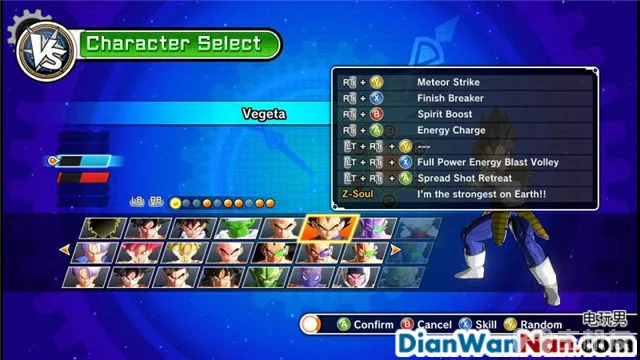 VS
Character Select
Vegeta
RT + Y Meteor Strike
RT + X Finish Breaker
RT + B Spirit Boost
RT + A Energy Charge
LT + RT + Y ---
LT + RT + X Full Power Energy Blast Volley
LT + RT + A Spread Shot Retreat
Z-Soul I'm the strongest on Earth!!
LB RB
A Confirm B Cancel X Skill Y Random
电玩男
DianWanNan.com